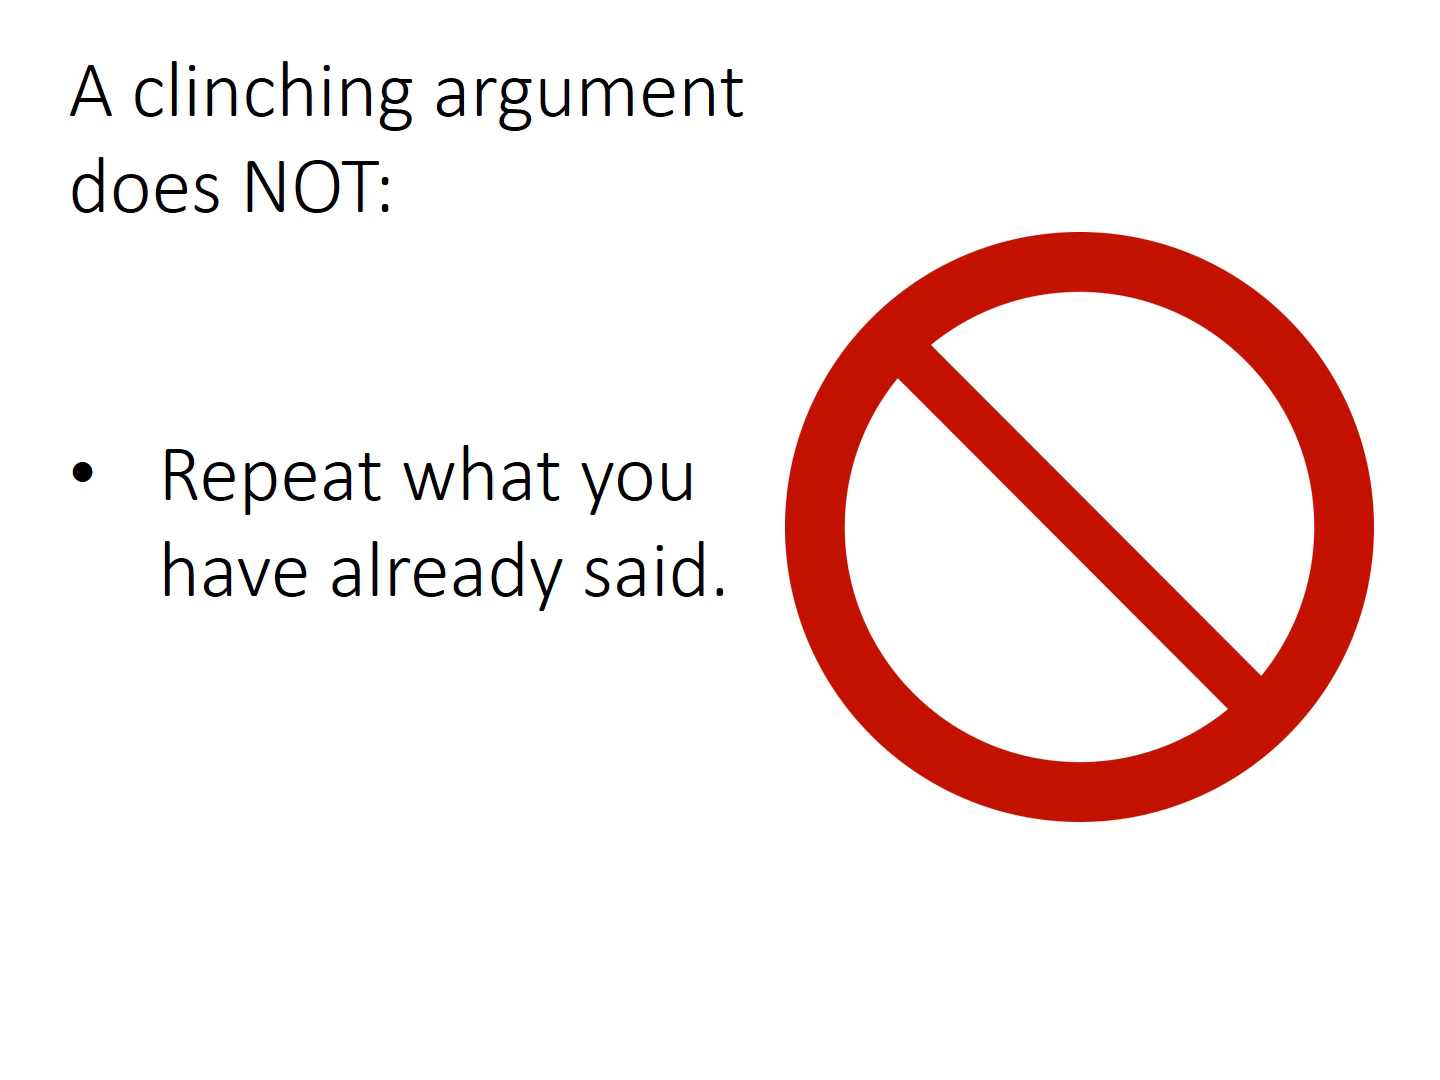 A clinching argument
does NOT:
• Repeat what you
have already said.